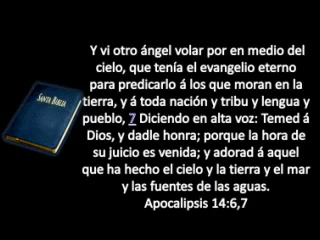 Y vi otro ángel volar por en medio del
cielo, que tenía el evangelio eterno
para predicarlo á los que moran en la
tierra, y á toda nación y tribu y lengua y
pueblo, 7 Diciendo en alta voz: Temed á
Dios, y dadle honra; porque la hora de
su juicio es venida; y adorad á aquel
que ha hecho el cielo y la tierra y el mar
y las fuentes de las aguas.
Apocalipsis 14:6,7
SANTA BIBLIA